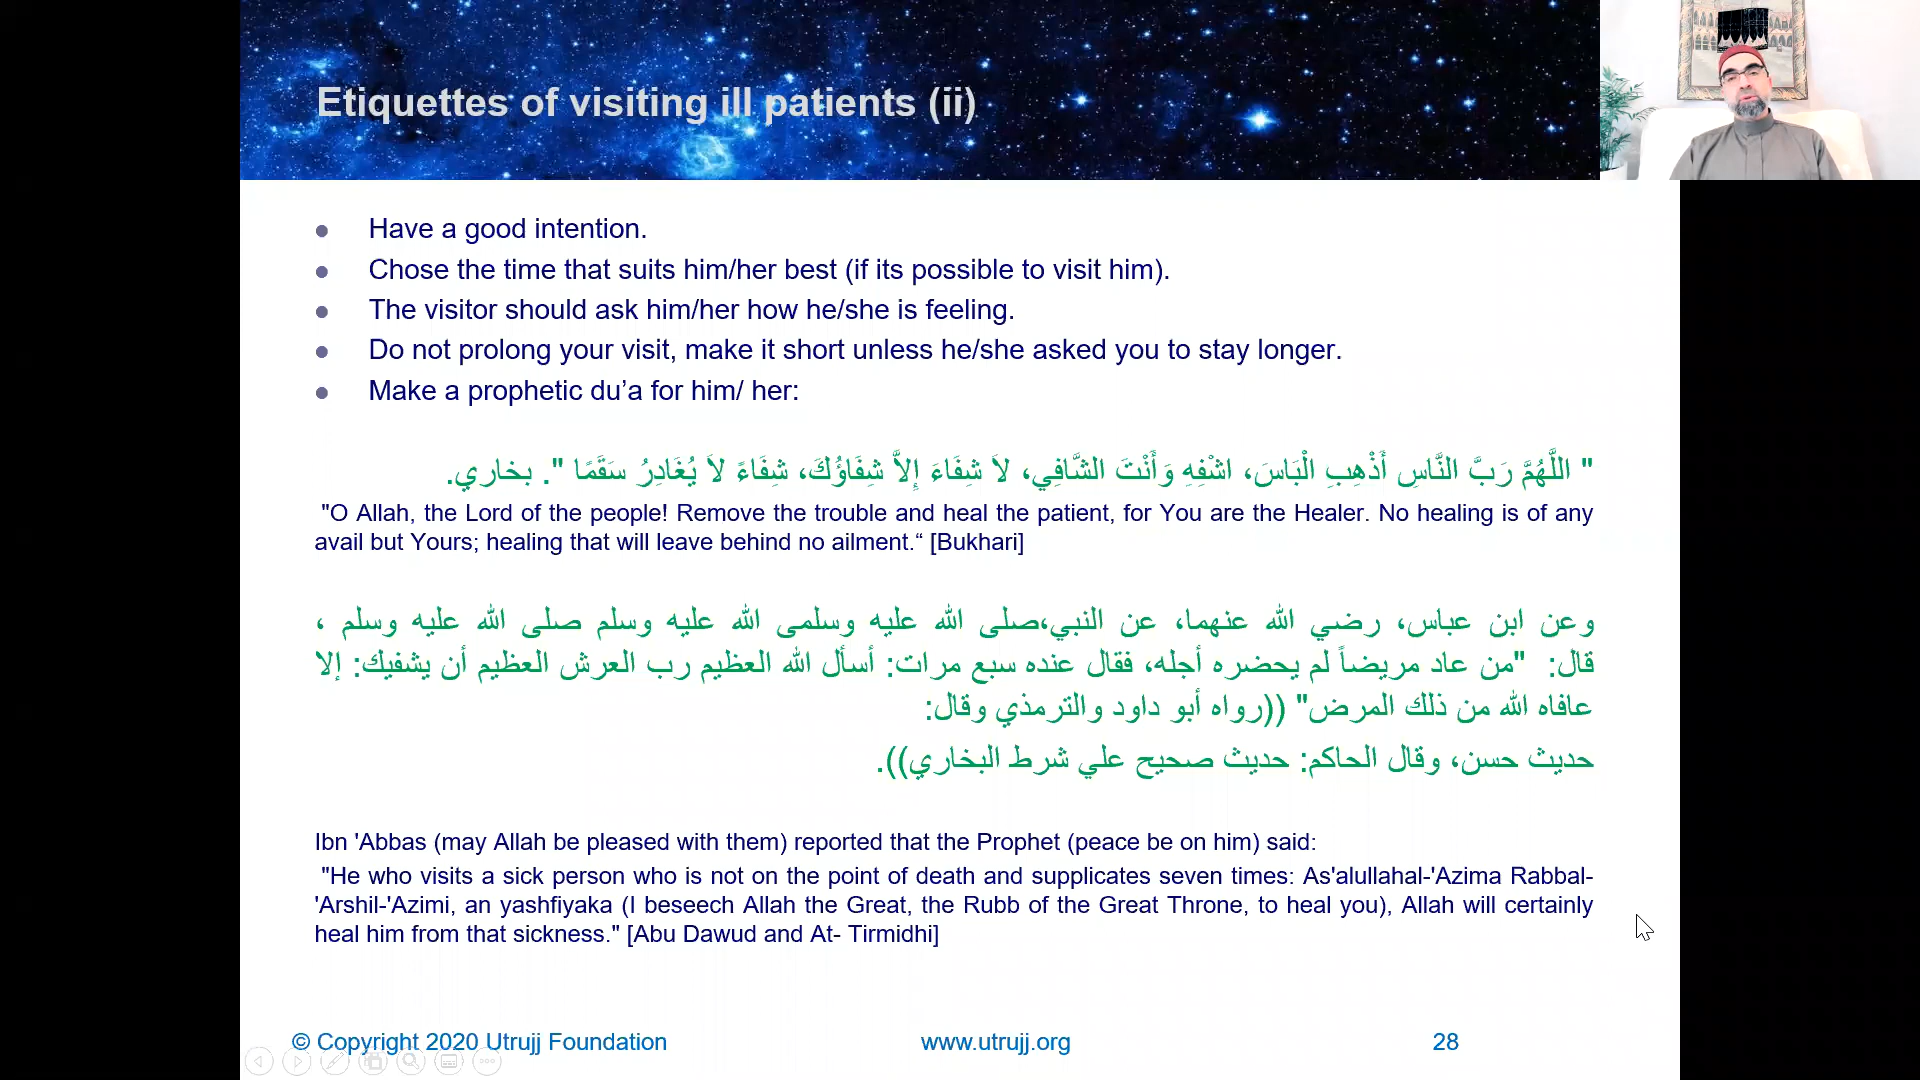 Etiquettes of visiting ill patients (ii)
Have a good intention.
Chose the time that suits him/her best (if its possible to visit him).
The visitor should ask him/her how he/she is feeling.
Do not prolong your visit, make it short unless he/she asked you to stay longer.
Make a prophetic du’a for him/ her:
" اللَّهُمَّ رَبَّ النَّاسِ أَذْهِبِ الْبَاسَ، اشْفِهِ وَأَنْتَ الشَّافِي، لاَ شِفَاءَ إِلاَّ شِفَاؤُكَ، شِفَاءً لاَ يُغَادِرُ سَقَمًا ". بخاري.
"O Allah, the Lord of the people! Remove the trouble and heal the patient, for You are the Healer. No healing is of any
avail but Yours; healing that will leave behind no ailment.“ [Bukhari]
وعن ابن عباس، رضي الله عنهما، عن النبي،صلى الله عليه وسلمى الله عليه وسلم صلى الله عليه وسلم ،
قال: "من عاد مريضاً لم يحضره أجله، فقال عنده سبع مرات: أسأل الله العظيم رب العرش العظيم أن يشفيك: إلا
عافاه الله من ذلك المرض" ((رواه أبو داود والترمذي وقال:
حديث حسن، وقال الحاكم: حديث صحيح علي شرط البخاري)).
Ibn 'Abbas (may Allah be pleased with them) reported that the Prophet (peace be on him) said:
"He who visits a sick person who is not on the point of death and supplicates seven times: As'alullahal-'Azima Rabbal-
'Arshil-'Azimi, an yashfiyaka (I beseech Allah the Great, the Rubb of the Great Throne, to heal you), Allah will certainly
heal him from that sickness." [Abu Dawud and At- Tirmidhi]
© Copyright 2020 Utrujj Foundation www.utrujj.org 28